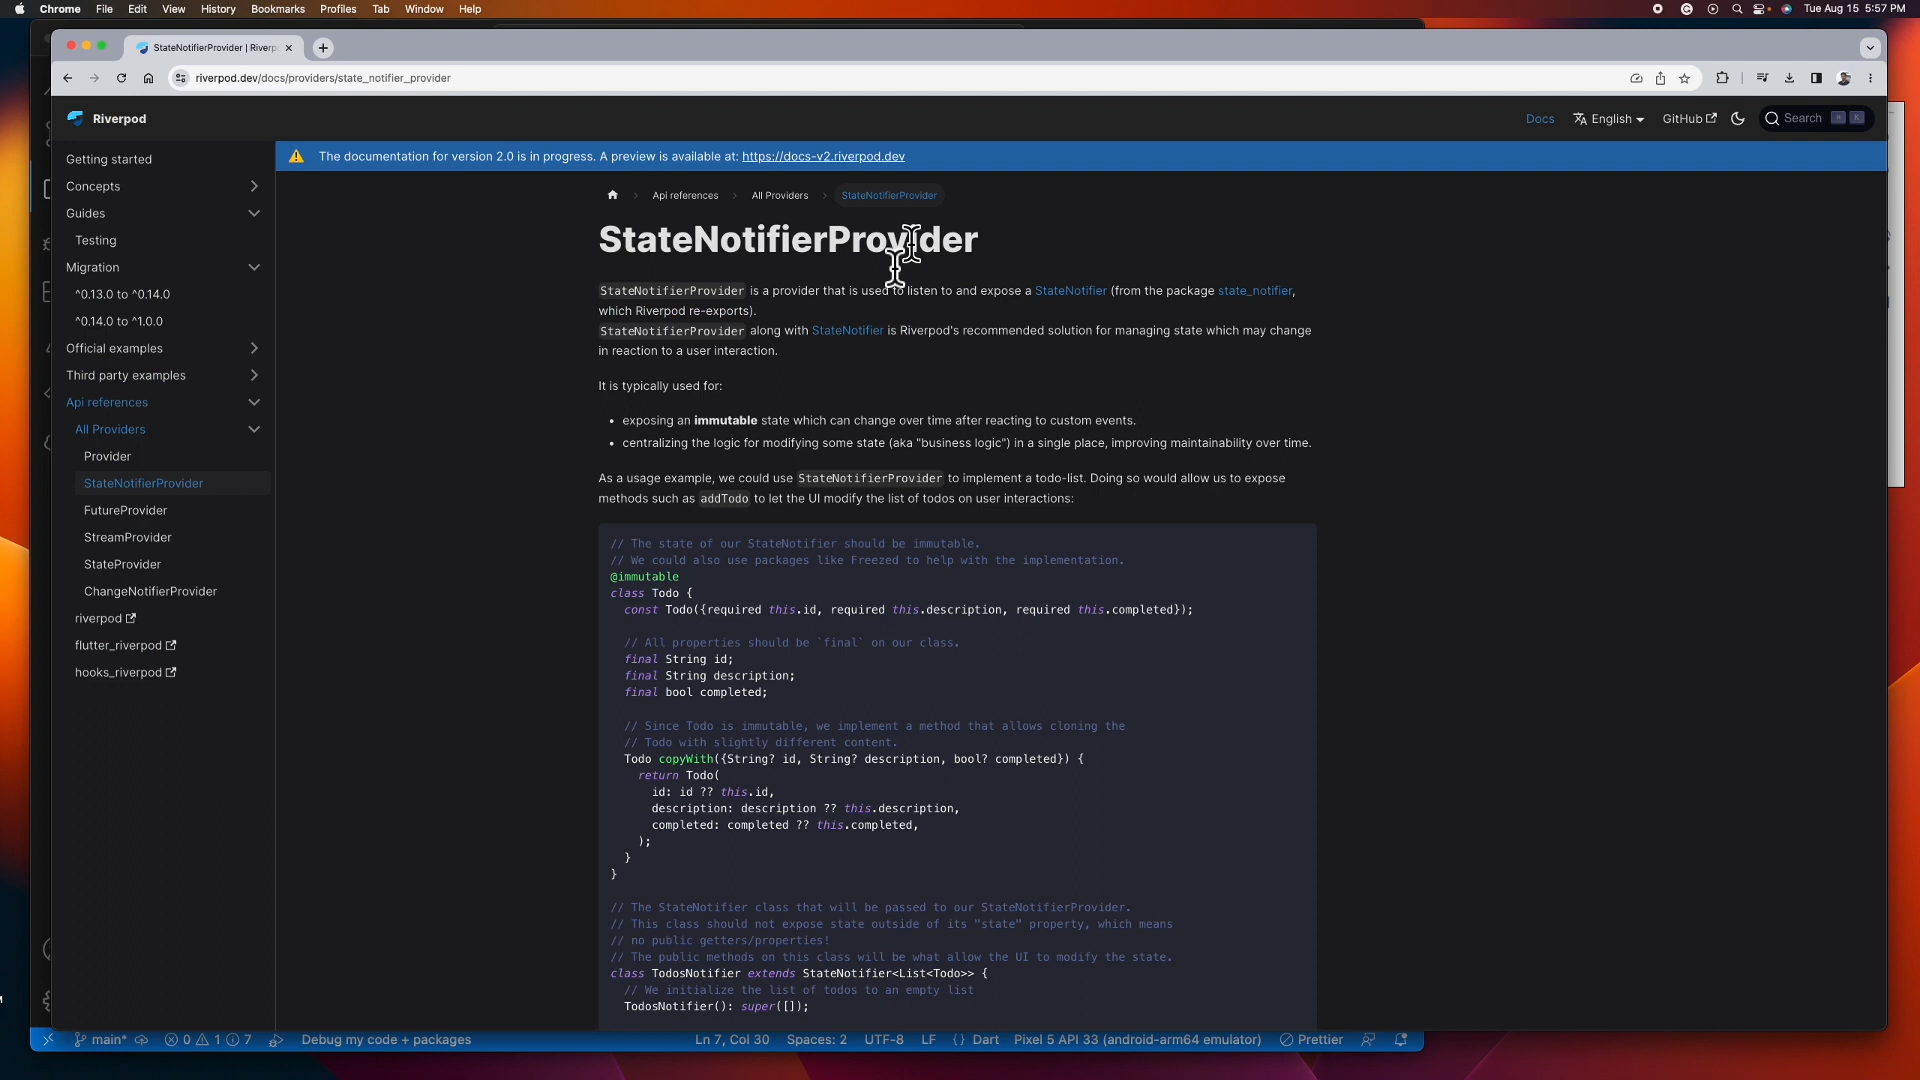 Chrome File Edit View History Bookmarks Profiles Tab Window Help Tue Aug 15 5:57 PM
StateNotifierProvider | Riverp
riverpod.dev/docs/providers/state_notifier_provider
Riverpod
Docs English GitHub Search K
The documentation for version 2.0 is in progress. A preview is available at: https://docs-v2.riverpod.dev
Getting started
Concepts
Guides
Testing
Migration
^0.13.0 to ^0.14.0
^0.14.0 to ^1.0.0
Official examples
Third party examples
Api references
All Providers
Provider
StateNotifierProvider
FutureProvider
StreamProvider
StateProvider
ChangeNotifierProvider
riverpod
flutter_riverpod
hooks_riverpod
Api references All Providers StateNotifierProvider
StateNotifierProvider
StateNotifierProvider is a provider that is used to listen to and expose a StateNotifier (from the package state_notifier,
which Riverpod re-exports).
StateNotifierProvider along with StateNotifier is Riverpod's recommended solution for managing state which may change
in reaction to a user interaction.
It is typically used for:
• exposing an immutable state which can change over time after reacting to custom events.
• centralizing the logic for modifying some state (aka "business logic") in a single place, improving maintainability over time.
As a usage example, we could use StateNotifierProvider to implement a todo-list. Doing so would allow us to expose
methods such as addTodo to let the UI modify the list of todos on user interactions:
// The state of our StateNotifier should be immutable.
// We could also use packages like Freezed to help with the implementation.
@immutable
class Todo {
const Todo({required this.id, required this.description, required this.completed});
// All properties should be `final` on our class.
final String id;
final String description;
final bool completed;
// Since Todo is immutable, we implement a method that allows cloning the
// Todo with slightly different content.
Todo copyWith({String? id, String? description, bool? completed}) {
return Todo(
id: id ?? this.id,
description: description ?? this.description,
completed: completed ?? this.completed,
);
}
}
// The StateNotifier class that will be passed to our StateNotifierProvider.
// This class should not expose state outside of its "state" property, which means
// no public getters/properties!
// The public methods on this class will be what allow the UI to modify the state.
class TodosNotifier extends StateNotifier<List<Todo>> {
// We initialize the list of todos to an empty list
TodosNotifier(): super([]);
main* 0 1 7 Debug my code + packages Ln 7, Col 30 Spaces: 2 UTF-8 LF {} Dart Pixel 5 API 33 (android-arm64 emulator) Prettier